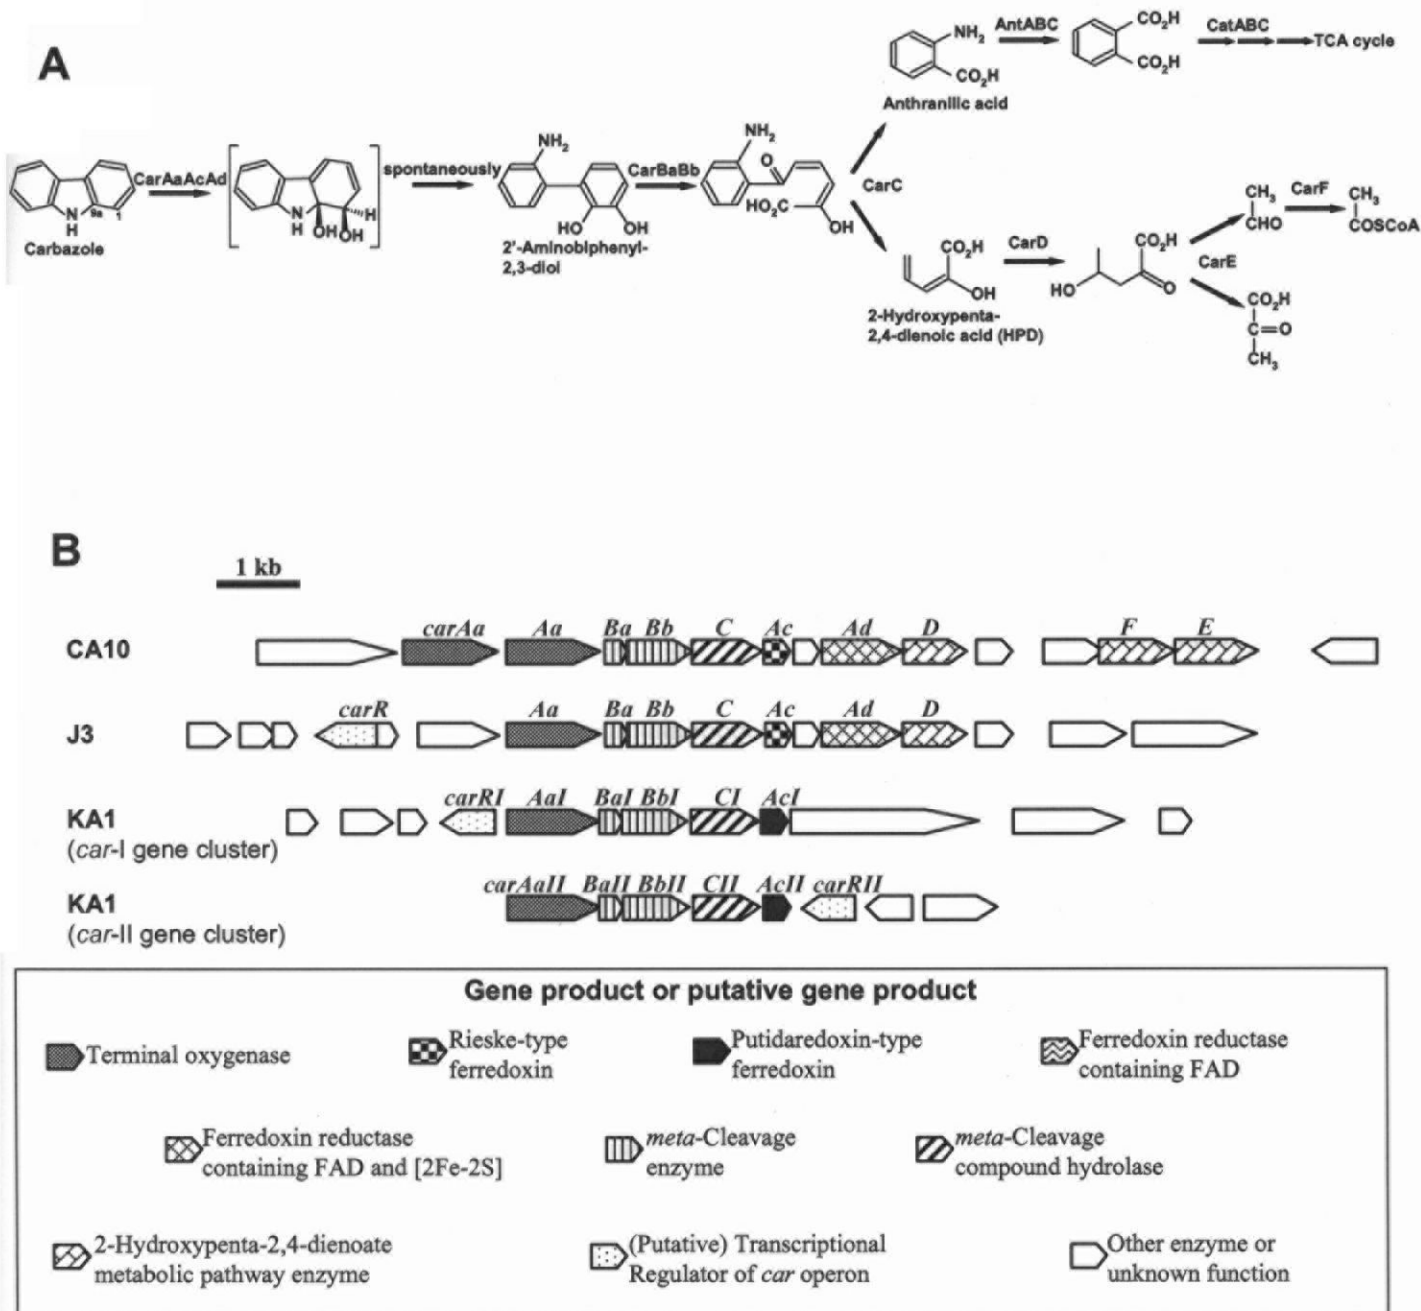 A
NH2
CO2H
Anthranilic acid
AntABC
CO2H
CO2H
CatABC
TCA cycle
N
H
9a
1
Carbazole
CarAaAcAd
N
H
OH
OH
H
spontaneously
NH2
HO
OH
2'-Aminobiphenyl-
2,3-diol
CarBaBb
NH2
O
HO2C
OH
CarC
CO2H
OH
2-Hydroxypenta-
2,4-dienoic acid (HPD)
CarD
CO2H
HO
O
CarE
CH3
CHO
CarF
CH3
COSCoA
CO2H
C=O
CH3
B
1 kb
carAa Aa Ba Bb C Ac Ad D F E
CA10
carR Aa Ba Bb C Ac Ad D
J3
carRI AaI BaI BbI CI AcI
KA1
(car-I gene cluster)
carAaII BaII BbII CII AcII carRII
KA1
(car-II gene cluster)
Gene product or putative gene product
Terminal oxygenase
Rieske-type
ferredoxin
Putidaredoxin-type
ferredoxin
Ferredoxin reductase
containing FAD
Ferredoxin reductase
containing FAD and [2Fe-2S]
meta-Cleavage
enzyme
meta-Cleavage
compound hydrolase
2-Hydroxypenta-2,4-dienoate
metabolic pathway enzyme
(Putative) Transcriptional
Regulator of car operon
Other enzyme or
unknown function